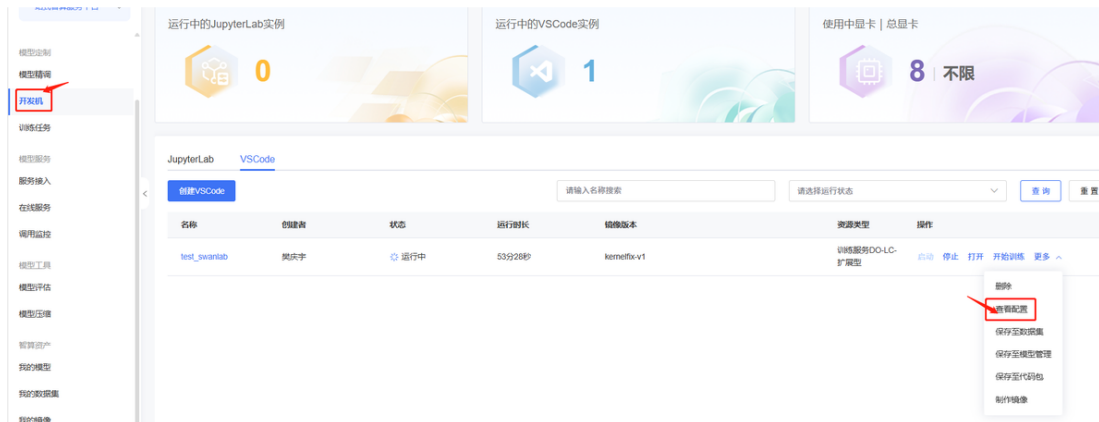 模型定制
模型精调
开发机
训练任务
模型服务
服务接入
在线服务
调用监控
模型工具
模型评估
模型压缩
智算资产
我的模型
我的数据集
我的镜像
运行中的JupyterLab实例
0
运行中的VSCode实例
1
使用中显卡 | 总显卡
8 | 不限
JupyterLab VSCode
创建VSCode 请输入名称搜索 请选择运行状态 查询 重置
名称 创建者 状态 运行时长 镜像版本 资源类型 操作
test_swanlab 樊庆宇 运行中 53分28秒 kernelfix-v1 训练服务DO-LC-
扩展型 启动 停止 打开 开始训练 更多
删除
查看配置
保存至数据集
保存至模型管理
保存至代码包
制作镜像